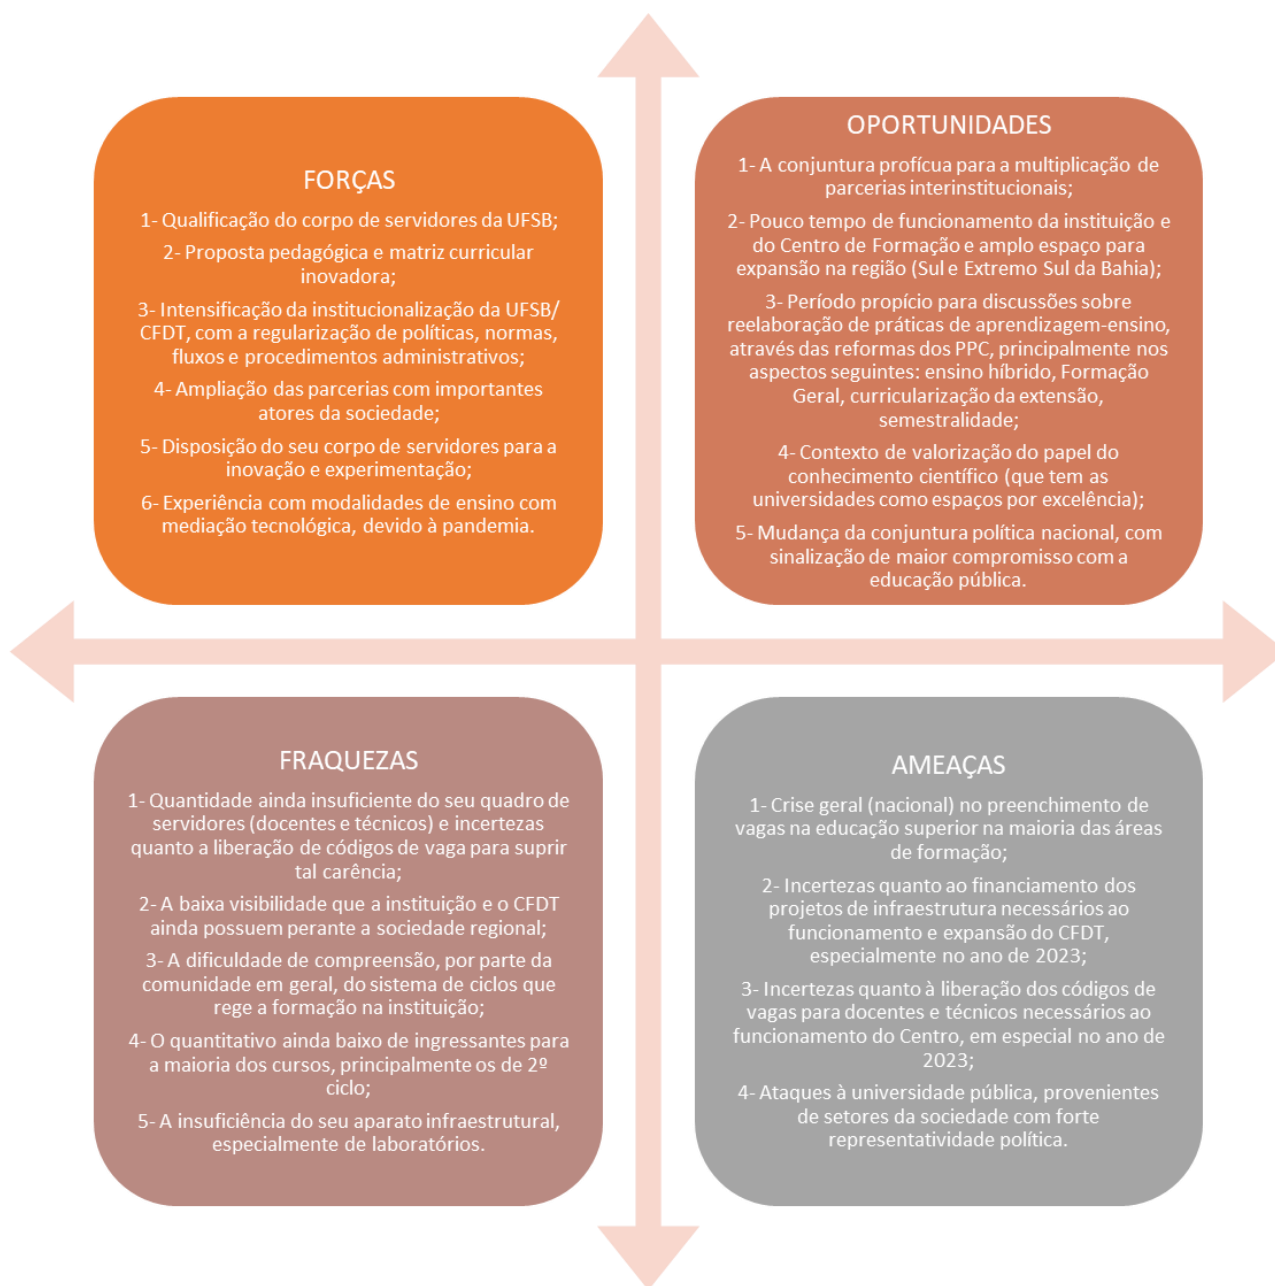 FORÇAS
1- Qualificação do corpo de servidores da UFSB;
2- Proposta pedagógica e matriz curricular
inovadora;
3- Intensificação da institucionalização da UFSB/
CFDT, com a regularização de políticas, normas,
fluxos e procedimentos administrativos;
4- Ampliação das parcerias com importantes
atores da sociedade;
5- Disposição do seu corpo de servidores para a
inovação e experimentação;
6- Experiência com modalidades de ensino com
mediação tecnológica, devido à pandemia.
OPORTUNIDADES
1- A conjuntura profícua para a multiplicação de
parcerias interinstitucionais;
2- Pouco tempo de funcionamento da instituição e
do Centro de Formação e amplo espaço para
expansão na região (Sul e Extremo Sul da Bahia);
3- Período propício para discussões sobre
reelaboração de práticas de aprendizagem-ensino,
através das reformas dos PPC, principalmente nos
aspectos seguintes: ensino híbrido, Formação
Geral, curricularização da extensão,
semestralidade;
4- Contexto de valorização do papel do
conhecimento científico (que tem as
universidades como espaços por excelência);
5- Mudança da conjuntura política nacional, com
sinalização de maior compromisso com a
educação pública.
FRAQUEZAS
1- Quantidade ainda insuficiente do seu quadro de
servidores (docentes e técnicos) e incertezas
quanto a liberação de códigos de vaga para suprir
tal carência;
2- A baixa visibilidade que a instituição e o CFDT
ainda possuem perante a sociedade regional;
3- A dificuldade de compreensão, por parte da
comunidade em geral, do sistema de ciclos que
rege a formação na instituição;
4- O quantitativo ainda baixo de ingressantes para
a maioria dos cursos, principalmente os de 2º
ciclo;
5- A insuficiência do seu aparato infraestrutural,
especialmente de laboratórios.
AMEAÇAS
1- Crise geral (nacional) no preenchimento de
vagas na educação superior na maioria das áreas
de formação;
2- Incertezas quanto ao financiamento dos
projetos de infraestrutura necessários ao
funcionamento e expansão do CFDT,
especialmente no ano de 2023;
3- Incertezas quanto à liberação dos códigos de
vagas para docentes e técnicos necessários ao
funcionamento do Centro, em especial no ano de
2023;
4- Ataques à universidade pública, provenientes
de setores da sociedade com forte
representatividade política.